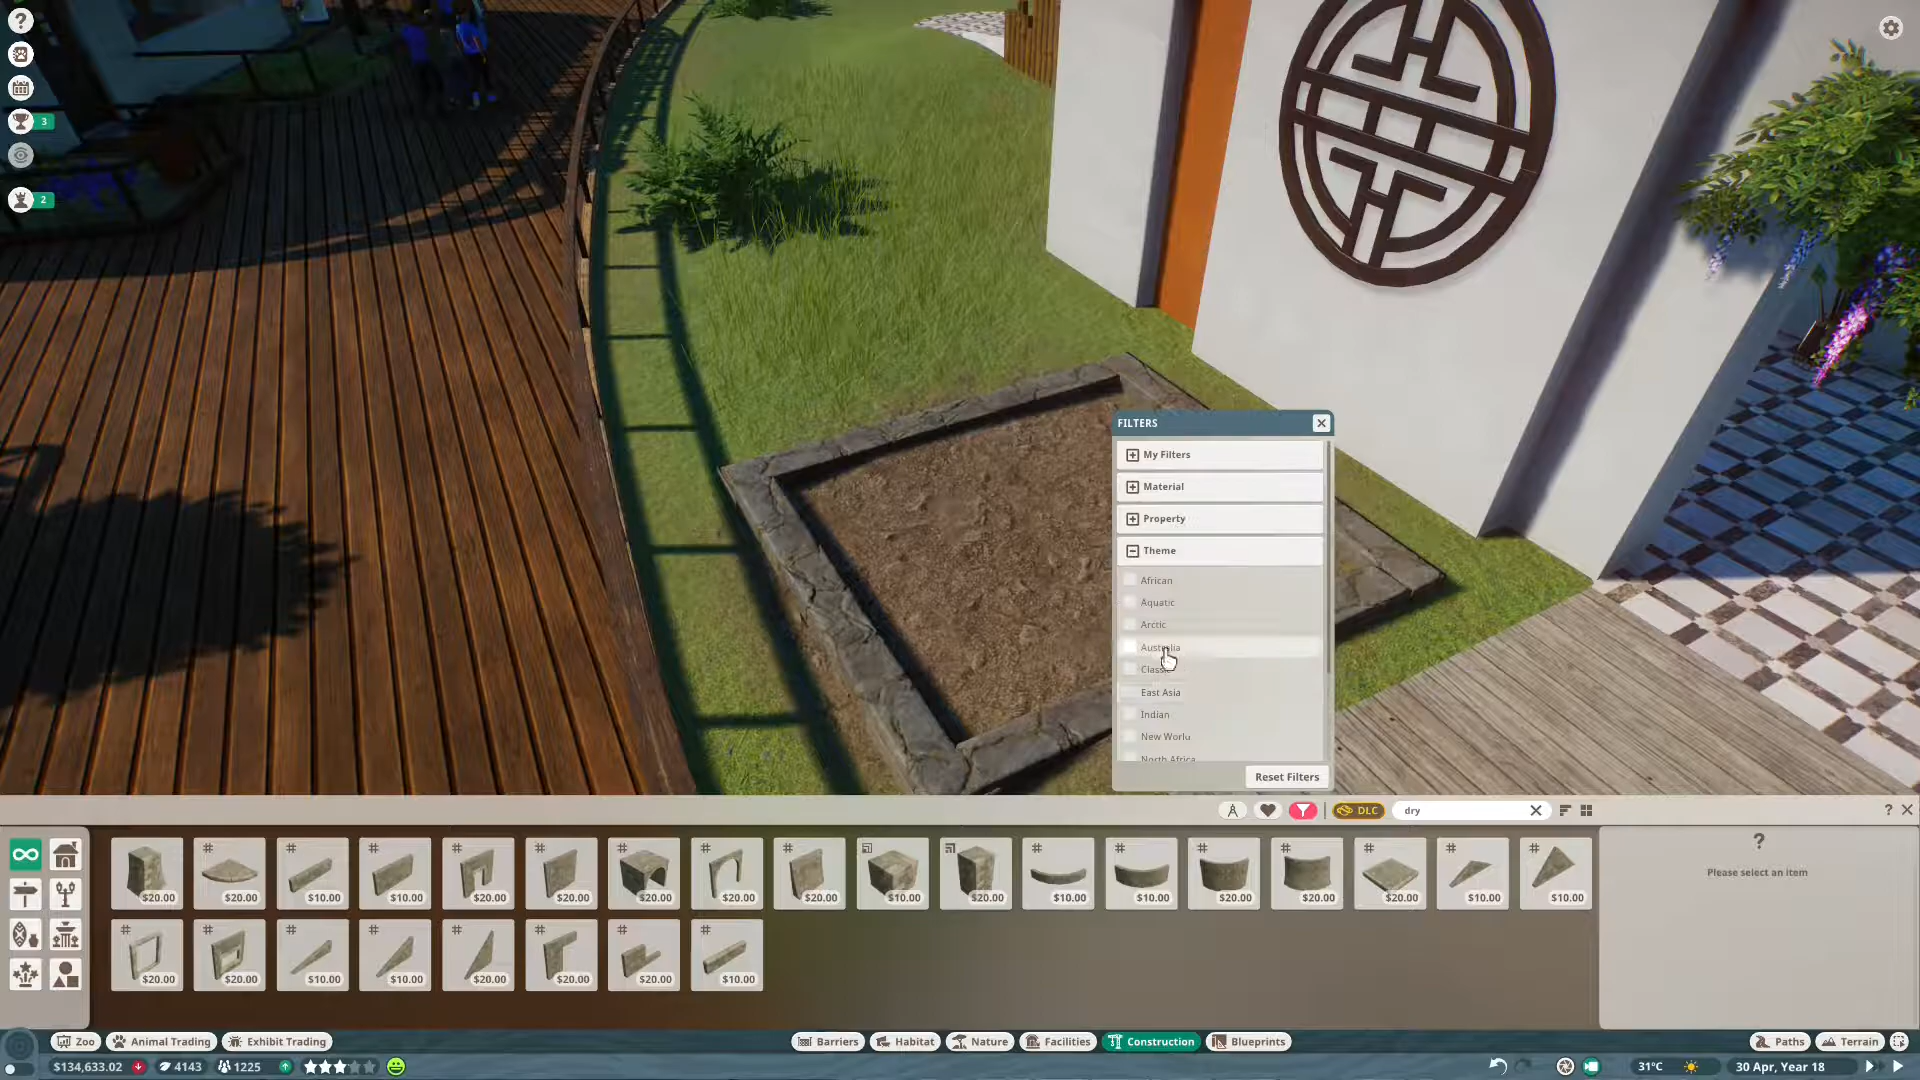 ?
3
2
FILTERS
My Filters
Material
Property
Theme
African
Aquatic
Arctic
Australia
Classic
East Asia
Indian
New World
North Africa
Reset Filters
DLC
dry
?
$20.00 $20.00 $10.00 $10.00 $20.00 $20.00 $20.00 $20.00 $20.00 $10.00 $20.00 $10.00 $10.00 $20.00 $20.00 $20.00 $10.00 $10.00
$20.00 $20.00 $10.00 $10.00 $20.00 $20.00 $20.00 $10.00
?
Please select an item
Zoo Animal Trading Exhibit Trading Barriers Habitat Nature Facilities Construction Blueprints Paths Terrain
$134,633.02 4143 1225 31°C 30 Apr, Year 18